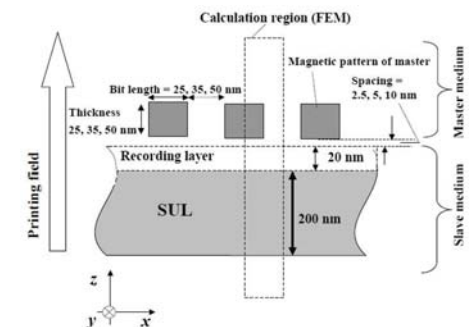 Calculation region (FEM)
Magnetic pattern of master
Bit length = 25, 35, 50 nm
Spacing =
2.5, 5, 10 nm
Thickness
25, 35, 50 nm
Master medium
Printing field
Recording layer
20 nm
SUL
200 nm
Slave medium
z
y
x